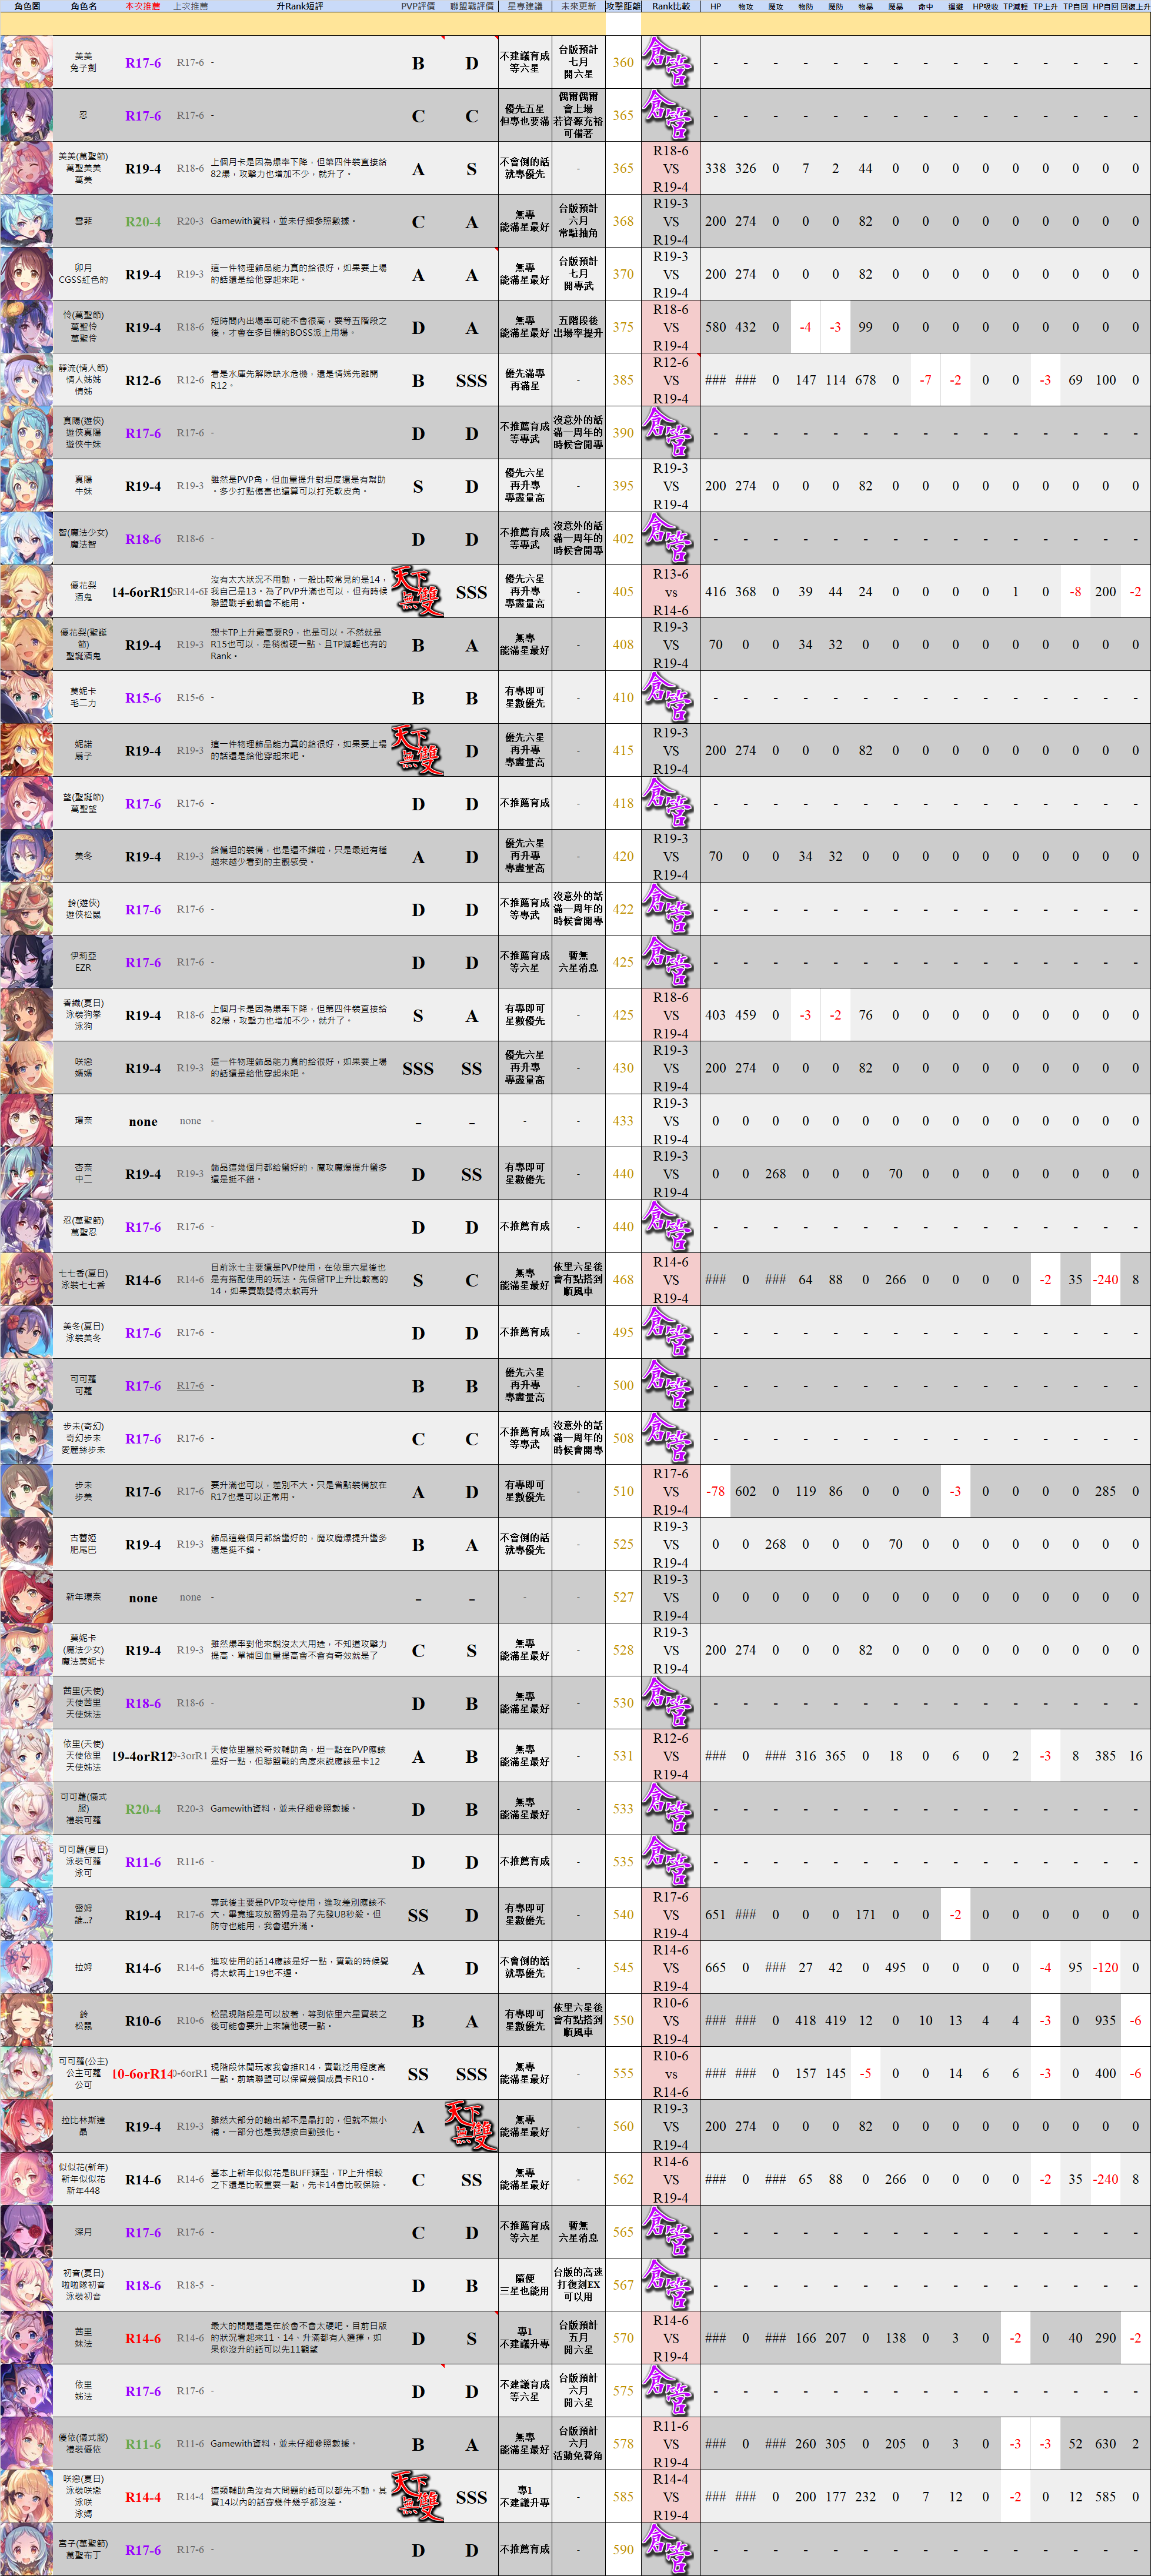 角色圖 角色名 本次推薦 上次推薦 升Rank短評 PVP評價 聯盟戰評價 星專建議 未來更新 攻擊距離 Rank比較 HP 物攻 魔攻 物防 魔防 物暴 魔暴 命中 迴避 HP吸收 TP減輕 TP上升 TP自回 HP自回 回復上升
美美
兔子劍
R17-6 R17-6 - B D
不建議育成
等六星
台版預計
七月
開六星
360 倉管 - - - - - - - - - - - - - - -
忍
R17-6 R17-6 - C C
優先五星
但專也要滿
偶爾偶爾
會上場
若資源充裕
可備著
365 倉管 - - - - - - - - - - - - - - -
美美(萬聖節)
萬聖美美
萬美
R19-4 R18-6
上個月卡是因為爆率下降，但第四件裝直接給
82爆，攻擊力也增加不少，就升了。
A S
不會倒的話
就專優先
- 365
R18-6
VS
R19-4
338 326 0 7 2 44 0 0 0 0 0 0 0 0 0
雪菲
R20-4 R20-3 Gamewith資料，並未仔細參照數據。 C A
無專
能滿星最好
台版預計
六月
常駐抽角
368
R19-3
VS
R19-4
200 274 0 0 0 82 0 0 0 0 0 0 0 0 0
卯月
CGSS紅色的
R19-4 R19-3
這一件物理飾品能力真的給很好，如果要上場
的話還是給他穿起來吧。
A A
無專
能滿星最好
台版預計
七月
開專武
370
R19-3
VS
R19-4
200 274 0 0 0 82 0 0 0 0 0 0 0 0 0
怜(萬聖節)
萬聖怜
R19-4 R18-6
短時間內出場率可能不會很高，要等五階段之
後，才會在多目標的BOSS派上用場。
D A
無專
能滿星最好
五階段後
出場率提升
375
R18-6
VS
R19-4
580 432 0 -4 -3 99 0 0 0 0 0 0 0 0 0
靜流(情人節)
情人姊姊
情姊
R12-6 R12-6
看是水庫先解除缺水危機，還是情姊先離開
R12。
B SSS
優先滿專
再滿星
- 385
R12-6
VS
R19-4
### ### 0 147 114 678 0 -7 -2 0 0 -3 69 100 0
真陽(遊俠)
遊俠真陽
遊俠牛妹
R17-6 R17-6 - D D
不推薦育成
等專武
沒意外的話
滿一周年的
時候會開專
390 倉管 - - - - - - - - - - - - - - -
真陽
牛妹
R19-4 R19-3
雖然是PVP角，但血量提升對坦度還是有幫助
。多少打點傷害也還算可以打死軟皮角。
S D
優先六星
再升專
專盡量高
- 395
R19-3
VS
R19-4
200 274 0 0 0 82 0 0 0 0 0 0 0 0 0
智(魔法少女)
魔法智
R18-6 R18-6 - D D
不推薦育成
等專武
沒意外的話
滿一周年的
時候會開專
402 倉管 - - - - - - - - - - - - - - -
優花梨
酒鬼
14-6orR19 R14-6
沒有太大狀況不用動，一般比較常見的是14，
我自己是13。為了PVP升滿也可以，但有時候
聯盟戰手動軸會不能用。
天下無雙 SSS
優先六星
再升專
專盡量高
- 405
R13-6
vs
R14-6
416 368 0 39 44 24 0 0 0 0 1 0 -8 200 -2
優花梨(聖誕
節)
聖誕酒鬼
R19-4 R19-3
想卡TP上升最高要R9，也是可以。不然就是
R15也可以，是稍微硬一點、且TP減輕也有的
Rank。
B A
無專
能滿星最好
- 408
R19-3
VS
R19-4
70 0 0 34 32 0 0 0 0 0 0 0 0 0 0
莫妮卡
毛二力
R15-6 R15-6 - B B
有專即可
星數優先
- 410 倉管 - - - - - - - - - - - - - - -
妮諾
扇子
R19-4 R19-3
這一件物理飾品能力真的給很好，如果要上場
的話還是給他穿起來吧。
天下無雙 D
優先六星
再升專
專盡量高
- 415
R19-3
VS
R19-4
200 274 0 0 0 82 0 0 0 0 0 0 0 0 0
望(聖誕節)
萬聖望
R17-6 R17-6 - D D 不推薦育成 - 418 倉管 - - - - - - - - - - - - - - -
美冬
R19-4 R19-3
給偏坦的裝備，也是還不錯啦，只是最近有種
越來越少看到的主觀感受。
A D
優先六星
再升專
專盡量高
- 420
R19-3
VS
R19-4
70 0 0 34 32 0 0 0 0 0 0 0 0 0 0
鈴(遊俠)
遊俠松鼠
R17-6 R17-6 - D D
不推薦育成
等專武
沒意外的話
滿一周年的
時候會開專
422 倉管 - - - - - - - - - - - - - - -
伊莉亞
EZR
R17-6 R17-6 - D D
不推薦育成
等六星
暫無
六星消息
425 倉管 - - - - - - - - - - - - - - -
香織(夏日)
泳裝狗拳
泳狗
R19-4 R18-6
上個月卡是因為爆率下降，但第四件裝直接給
82爆，攻擊力也增加不少，就升了。
S A
有專即可
星數優先
- 425
R18-6
VS
R19-4
403 459 0 -3 -2 76 0 0 0 0 0 0 0 0 0
咲戀
媽媽
R19-4 R19-3
這一件物理飾品能力真的給很好，如果要上場
的話還是給他穿起來吧。
SSS SS
優先六星
再升專
專盡量高
- 430
R19-3
VS
R19-4
200 274 0 0 0 82 0 0 0 0 0 0 0 0 0
環奈
none none - - - - - 433
R19-3
VS
R19-4
0 0 0 0 0 0 0 0 0 0 0 0 0 0 0
杏奈
中二
R19-4 R19-3
飾品這幾個月都給蠻好的，魔攻魔爆提升蠻多
還是挺不錯。
D SS
有專即可
星數優先
- 440
R19-3
VS
R19-4
0 0 268 0 0 0 70 0 0 0 0 0 0 0 0
忍(萬聖節)
萬聖忍
R17-6 R17-6 - D D 不推薦育成 - 440 倉管 - - - - - - - - - - - - - - -
七七香(夏日)
泳裝七七香
R14-6 R14-6
目前泳七主要還是PVP使用，在依里六星後也
是有搭配使用的玩法。先保留TP上升比較高的
14，如果實戰覺得太軟再升
S C
無專
能滿星最好
依里六星後
會有點搭到
順風車
468
R14-6
VS
R19-4
### 0 ### 64 88 0 266 0 0 0 0 -2 35 -240 8
美冬(夏日)
泳裝美冬
R17-6 R17-6 - D D 不推薦育成 - 495 倉管 - - - - - - - - - - - - - - -
可可蘿
可蘿
R17-6 R17-6 - B B
優先六星
再升專
專盡量高
- 500 倉管 - - - - - - - - - - - - - - -
步未(奇幻)
奇幻步未
愛麗絲步未
R17-6 R17-6 - C C
不推薦育成
等專武
沒意外的話
滿一周年的
時候會開專
508 倉管 - - - - - - - - - - - - - - -
步未
步美
R17-6 R17-6
要升滿也可以，差別不大。只是省點裝備放在
R17也是可以正常用。
A D
有專即可
星數優先
- 510
R17-6
VS
R19-4
-78 602 0 119 86 0 0 0 -3 0 0 0 0 285 0
古蕾婭
肥尾巴
R19-4 R19-3
飾品這幾個月都給蠻好的，魔攻魔爆提升蠻多
還是挺不錯。
B A
不會倒的話
就專優先
- 525
R19-3
VS
R19-4
0 0 268 0 0 0 70 0 0 0 0 0 0 0 0
新年環奈
none none - - - - - 527
R19-3
VS
R19-4
0 0 0 0 0 0 0 0 0 0 0 0 0 0 0
莫妮卡
(魔法少女)
魔法莫妮卡
R19-4 R19-3
雖然爆率對他來說沒太大用途，不知道攻擊力
提高、單補回血量提高會不會有奇效就是了
C S
無專
能滿星最好
- 528
R19-3
VS
R19-4
200 274 0 0 0 82 0 0 0 0 0 0 0 0 0
茜里(天使)
天使茜里
天使妹法
R18-6 R18-6 - D B
無專
能滿星最好
- 530 倉管 - - - - - - - - - - - - - - -
依里(天使)
天使依里
天使姊法
19-4orR12 9-3orR1
天使依里屬於奇效輔助角，坦一點在PVP應該
是好一點，但聯盟戰的角度來說應該是卡12
A B
無專
能滿星最好
- 531
R12-6
VS
R19-4
### 0 ### 316 365 0 18 0 6 0 2 -3 8 385 16
可可蘿(儀式
服)
禮裝可蘿
R20-4 R20-3 Gamewith資料，並未仔細參照數據。 D B
無專
能滿星最好
- 533 倉管 - - - - - - - - - - - - - - -
可可蘿(夏日)
泳裝可蘿
泳可
R11-6 R11-6 - D D 不推薦育成 - 535 倉管 - - - - - - - - - - - - - - -
雷姆
誰...?
R19-4 R17-6
專武後主要是PVP攻守使用，進攻差別應該不
大，畢竟進攻放雷姆是為了先發UB秒殺。但
防守也能用，我會選升滿。
SS D
有專即可
星數優先
- 540
R17-6
VS
R19-4
651 ### 0 0 0 171 0 0 -2 0 0 0 0 0 0
拉姆
R14-6 R14-6
進攻使用的話14應該是好一點，實戰的時候覺
得太軟再上19也不遲。
A D
不會倒的話
就專優先
- 545
R14-6
VS
R19-4
665 0 ### 27 42 0 495 0 0 0 0 -4 95 -120 0
鈴
松鼠
R10-6 R10-6
松鼠現階段是可以放著，等到依里六星實裝之
後可能會要升上來讓他硬一點。
B A
有專即可
星數優先
依里六星後
會有點搭到
順風車
550
R10-6
VS
R19-4
### ### 0 418 419 12 0 10 13 4 4 -3 0 935 -6
可可蘿(公主)
公主可蘿
公可
10-6orR14 0-6orR1
現階段休閒玩家我會推R14，實戰泛用程度高
一點。前端聯盟可以保留幾個成員卡R10。
SS SSS
無專
能滿星最好
- 555
R10-6
vs
R14-6
### ### 0 157 145 -5 0 0 14 6 6 -3 0 400 -6
拉比林斯達
晶
R19-4 R19-3
雖然大部分的輸出都不是晶打的，但就不無小
補。一部分也是我想按自動強化。
A 天下無雙
無專
能滿星最好
- 560
R19-3
VS
R19-4
200 274 0 0 0 82 0 0 0 0 0 0 0 0 0
似似花(新年)
新年似似花
新年448
R14-6 R14-6
基本上新年似似花是BUFF類型，TP上升相較
之下還是比較重要一點，先卡14會比較保險。
C SS
無專
能滿星最好
- 562
R14-6
VS
R19-4
### 0 ### 65 88 0 266 0 0 0 0 -2 35 -240 8
深月
R17-6 R17-6 - C D
不推薦育成
等六星
暫無
六星消息
565 倉管 - - - - - - - - - - - - - - -
初音(夏日)
啦啦隊初音
泳裝初音
R18-6 R18-5 - D B
隨便
三星也能用
台版的高速
打復刻EX
可以用
567 倉管 - - - - - - - - - - - - - - -
茜里
妹法
R14-6 R14-6
最大的問題還是在於會不會太硬吧。目前日版
的狀況看起來11、14、升滿都有人選擇，如
果你沒升的話可以先11觀望
D S
專1
不建議升專
台版預計
五月
開六星
570
R14-6
VS
R19-4
### 0 ### 166 207 0 138 0 3 0 -2 0 40 290 -2
依里
姊法
R17-6 R17-6 - D D
不建議育成
等六星
台版預計
六月
開六星
575 倉管 - - - - - - - - - - - - - - -
優依(儀式服)
禮裝優依
R11-6 R11-6 Gamewith資料，並未仔細參照數據。 B A
無專
能滿星最好
台版預計
六月
活動免費角
578
R11-6
VS
R19-4
### 0 ### 260 305 0 205 0 3 0 -3 -3 52 630 2
咲戀(夏日)
泳裝咲戀
泳咲
泳媽
R14-4 R14-4
這類輔助角沒有大問題的話可以都先不動。其
實14以內的話穿幾件幾乎都沒差。
天下無雙 SSS
專1
不建議升專
- 585
R14-4
VS
R19-4
### ### 0 200 177 232 0 7 12 0 -2 0 12 585 0
宮子(萬聖節)
萬聖布丁
R17-6 R17-6 - D D 不推薦育成 - 590 倉管 - - - - - - - - - - - - - - -